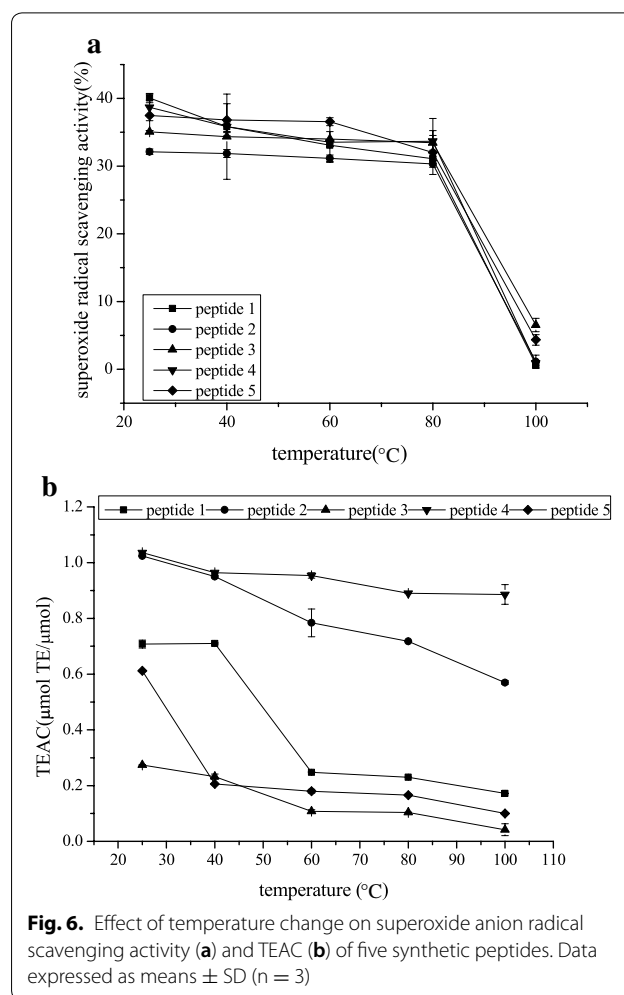 a
superoxide radical scavenging activity(%)
40
30
20
10
0
peptide 1
peptide 2
peptide 3
peptide 4
peptide 5
20 40 60 80 100
temperature(°C)
b
1.2
1.0
0.8
0.6
0.4
0.2
0.0
peptide 1 peptide 2 peptide 3 peptide 4 peptide 5
TEAC(μmol TE/μmol)
20 30 40 50 60 70 80 90 100 110
temperature (°C)
Fig. 6. Effect of temperature change on superoxide anion radical
scavenging activity (a) and TEAC (b) of five synthetic peptides. Data
expressed as means ± SD (n = 3)